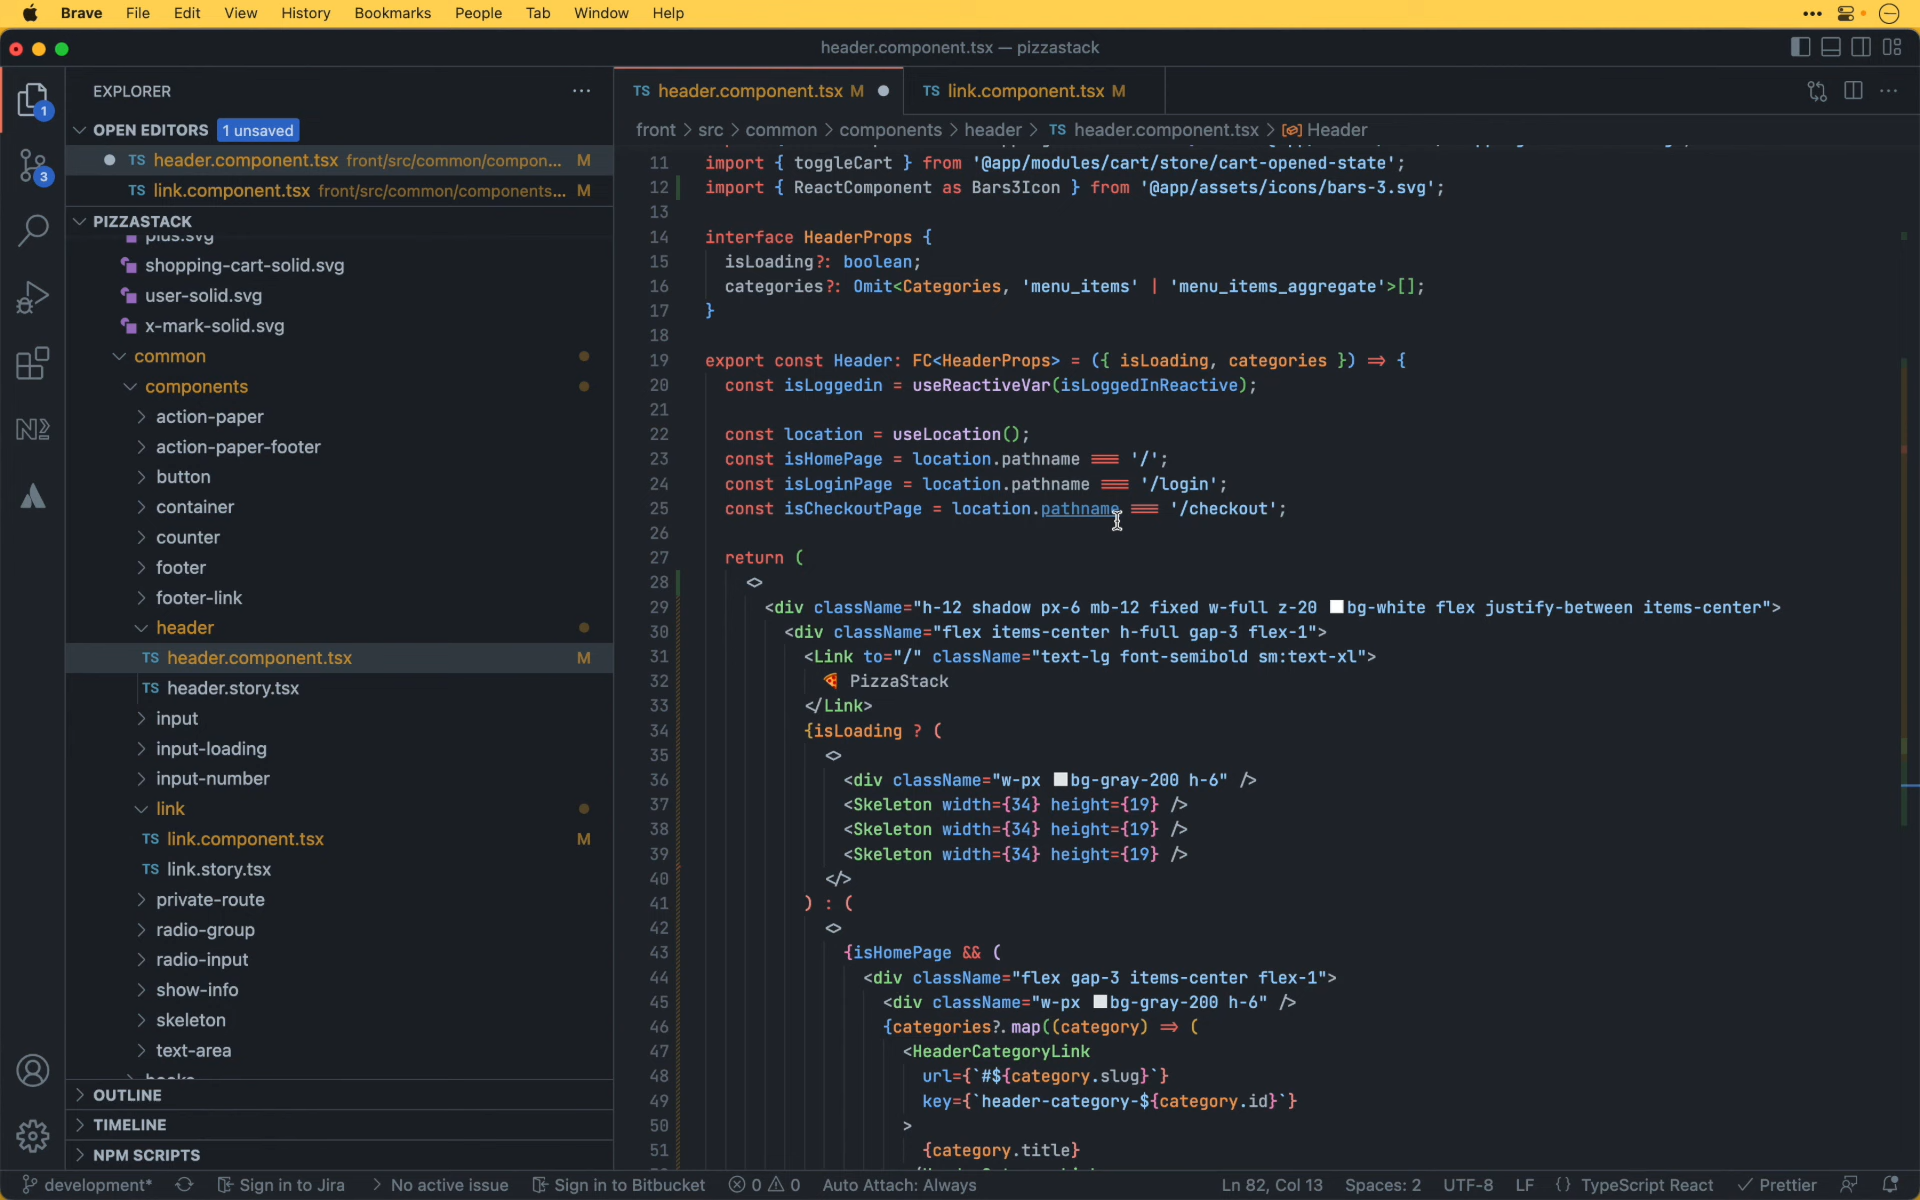 Brave File Edit View History Bookmarks People Tab Window Help
header.component.tsx — pizzastack
EXPLORER
OPEN EDITORS 1 unsaved
TS header.component.tsx front/src/common/compon... M
TS link.component.tsx front/src/common/components... M
PIZZASTACK
plus.svg
shopping-cart-solid.svg
user-solid.svg
x-mark-solid.svg
common
components
action-paper
action-paper-footer
button
container
counter
footer
footer-link
header
TS header.component.tsx M
TS header.story.tsx
input
input-loading
input-number
link
TS link.component.tsx M
TS link.story.tsx
private-route
radio-group
radio-input
show-info
skeleton
text-area
OUTLINE
TIMELINE
NPM SCRIPTS
1
3
TS header.component.tsx M
TS link.component.tsx M
front > src > common > components > header > TS header.component.tsx > Header
11 import { toggleCart } from '@app/modules/cart/store/cart-opened-state';
12 import { ReactComponent as Bars3Icon } from '@app/assets/icons/bars-3.svg';
13
14 interface HeaderProps {
15 isLoading?: boolean;
16 categories?: Omit<Categories, 'menu_items' | 'menu_items_aggregate'>[];
17 }
18
19 export const Header: FC<HeaderProps> = ({ isLoading, categories }) => {
20 const isLoggedin = useReactiveVar(isLoggedInReactive);
21
22 const location = useLocation();
23 const isHomePage = location.pathname === '/';
24 const isLoginPage = location.pathname === '/login';
25 const isCheckoutPage = location.pathname === '/checkout';
26
27 return (
28 <>
29 <div className="h-12 shadow px-6 mb-12 fixed w-full z-20 bg-white flex justify-between items-center">
30 <div className="flex items-center h-full gap-3 flex-1">
31 <Link to="/" className="text-lg font-semibold sm:text-xl">
32 🍕 PizzaStack
33 </Link>
34 {isLoading ? (
35 <>
36 <div className="w-px bg-gray-200 h-6" />
37 <Skeleton width={34} height={19} />
38 <Skeleton width={34} height={19} />
39 <Skeleton width={34} height={19} />
40 </>
41 ) : (
42 <>
43 {isHomePage && (
44 <div className="flex gap-3 items-center flex-1">
45 <div className="w-px bg-gray-200 h-6" />
46 {categories?.map((category) => (
47 <HeaderCategoryLink
48 url={`#${category.slug}`}
49 key={`header-category-${category.id}`}
50 >
51 {category.title}
development* Sign in to Jira No active issue Sign in to Bitbucket 0 0 Auto Attach: Always Ln 82, Col 13 Spaces: 2 UTF-8 LF {} TypeScript React Prettier